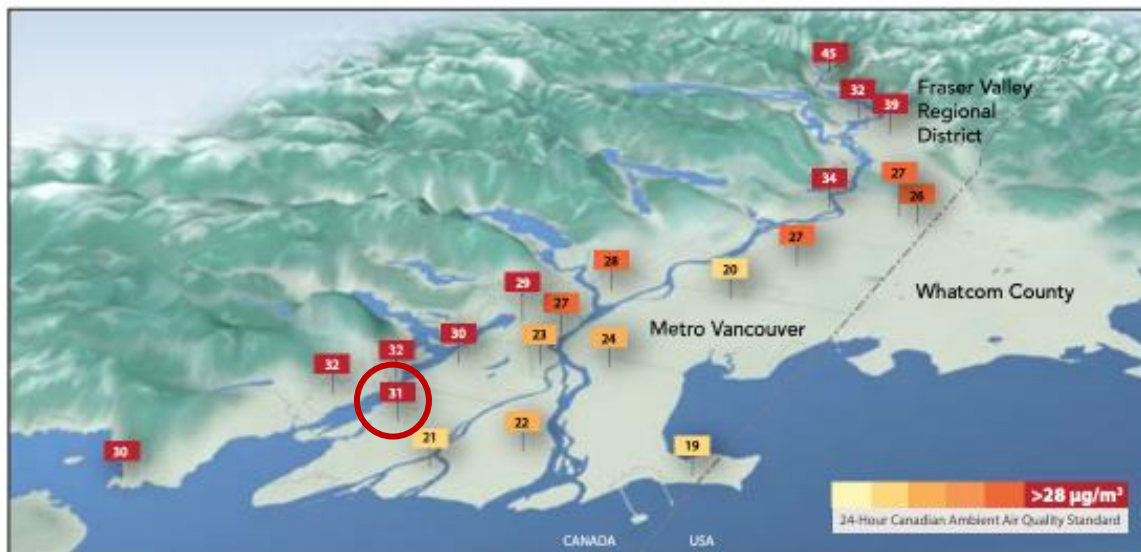 45
32
39
Fraser Valley
Regional
District
34
27
26
27
28
20
29
27
Whatcom County
Metro Vancouver
23
24
30
32
32
31
21
22
30
19
>28 µg/m³
24-Hour Canadian Ambient Air Quality Standard
CANADA
USA